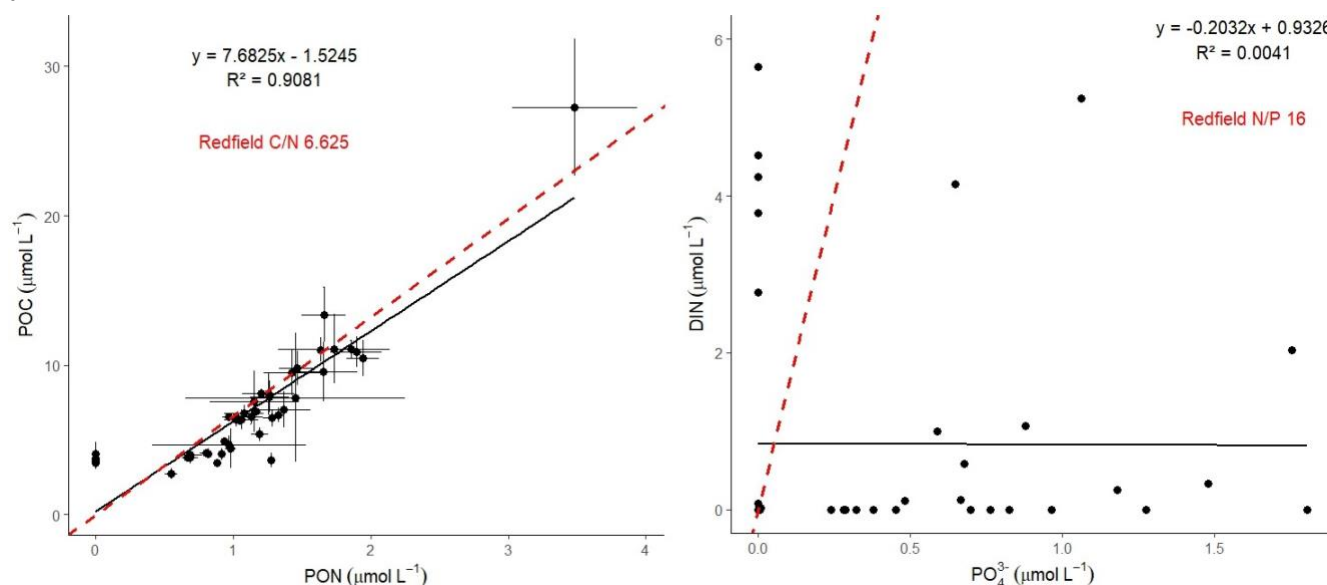 y = 7.6825x - 1.5245
R² = 0.9081
Redfield C/N 6.625
POC (μmol L⁻¹)
30
20
10
0
0 1 2 3 4
PON (μmol L⁻¹)
y = -0.2032x + 0.9326
R² = 0.0041
Redfield N/P 16
DIN (μmol L⁻¹)
6
4
2
0
0.0 0.5 1.0 1.5
PO₄³⁻ (μmol L⁻¹)